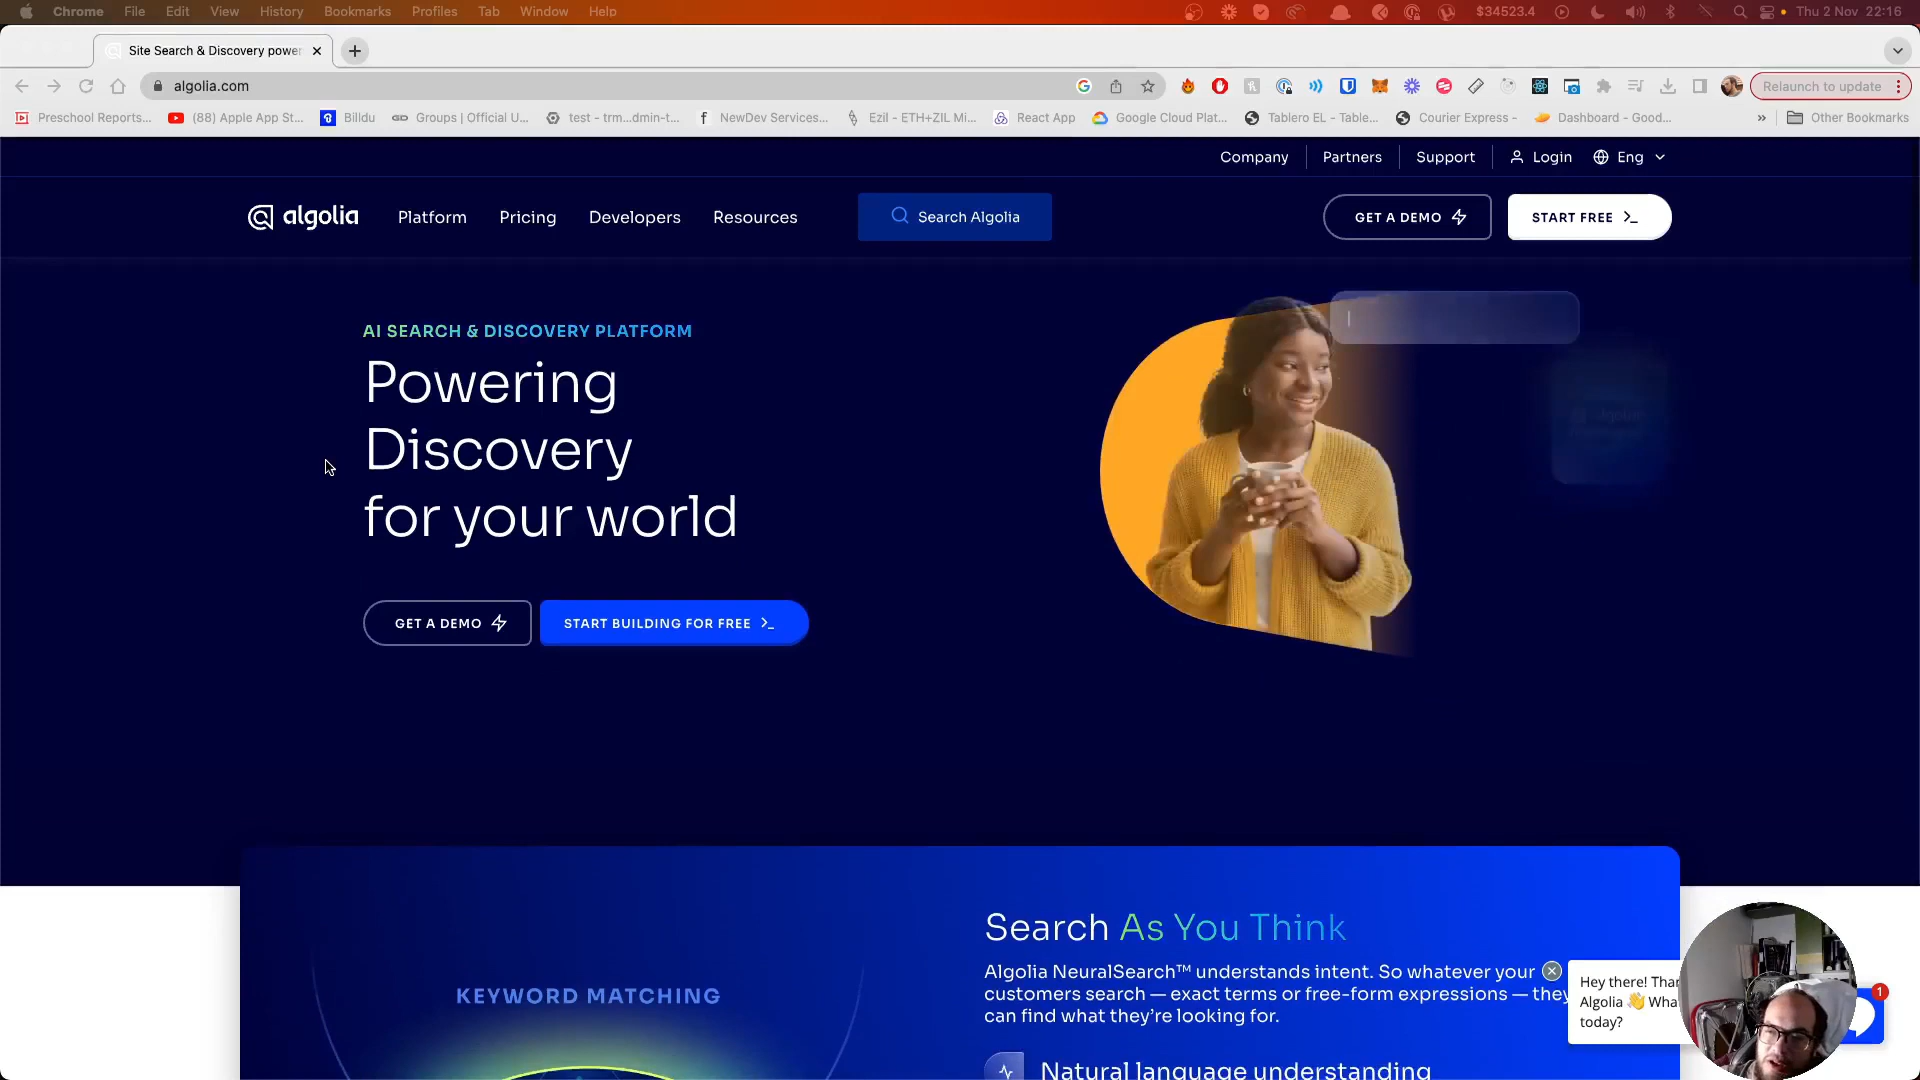 Chrome File Edit View History Bookmarks Profiles Tab Window Help $34523.4 Thu 2 Nov 22:16
Site Search & Discovery power
algolia.com Relaunch to update
Preschool Reports... (88) Apple App St... Billdu Groups | Official U... test - trm...dmin-t... NewDev Services... Ezil - ETH+ZIL Mi... React App Google Cloud Plat... Tablero EL - Table... Courier Express - Dashboard - Good... » Other Bookmarks
Company Partners Support Login Eng
algolia Platform Pricing Developers Resources Search Algolia GET A DEMO START FREE
AI SEARCH & DISCOVERY PLATFORM
Powering
Discovery
for your world
GET A DEMO START BUILDING FOR FREE
KEYWORD MATCHING
Search As You Think
Algolia NeuralSearch™ understands intent. So whatever your
customers search — exact terms or free-form expressions — they
can find what they're looking for.
Natural language understanding
Hey there! Than
Algolia 👋 Wha
today?
1